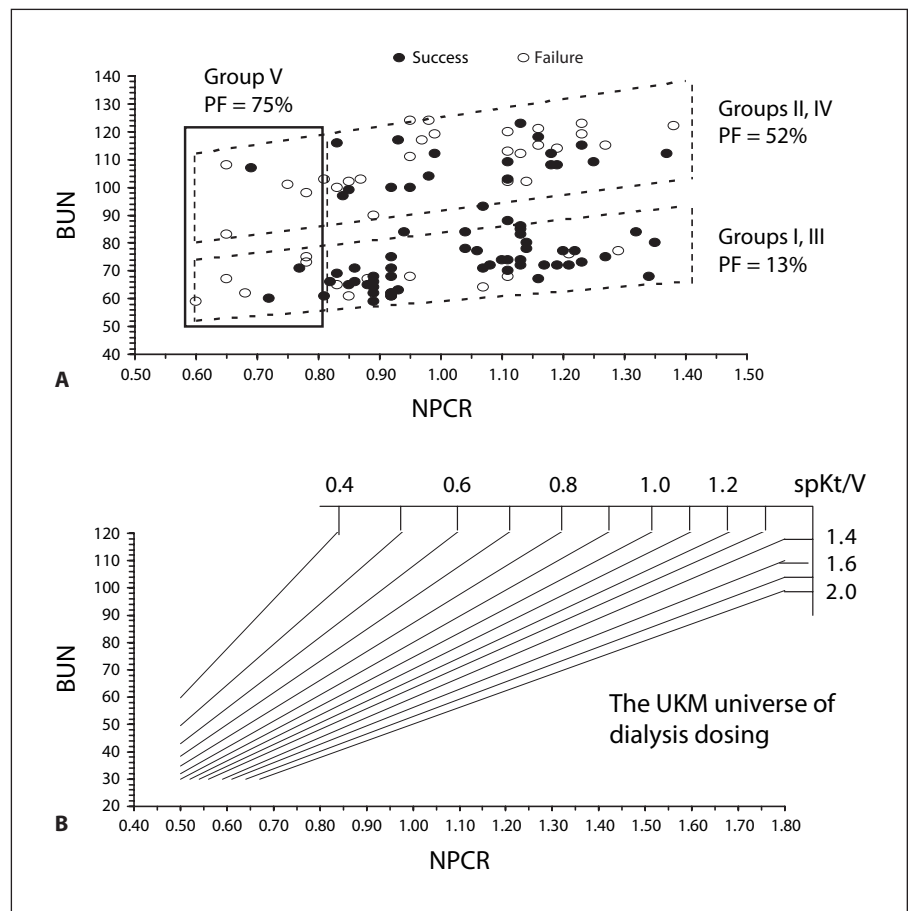 Success Failure
Group V
PF = 75%
Groups II, IV
PF = 52%
Groups I, III
PF = 13%
BUN
140
130
120
110
100
90
80
70
60
50
40
0.50 0.60 0.70 0.80 0.90 1.00 1.10 1.20 1.30 1.40 1.50
A
NPCR
0.4 0.6 0.8 1.0 1.2 spKt/V
1.4
1.6
2.0
BUN
120
110
100
90
80
70
60
50
40
30
20
The UKM universe of
dialysis dosing
B
0.40 0.50 0.60 0.70 0.80 0.90 1.00 1.10 1.20 1.30 1.40 1.50 1.60 1.70 1.80
NPCR